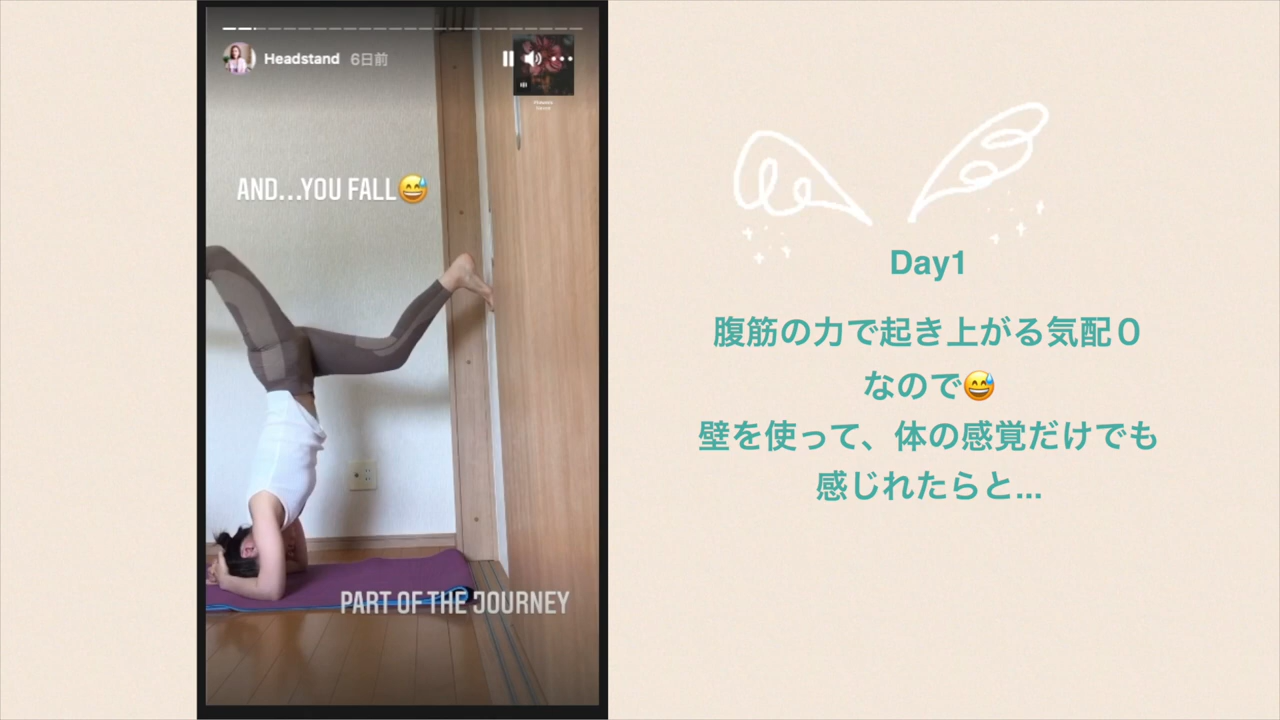 Headstand 6日前
AND...YOU FALL😅
PART OF THE JOURNEY
Day1
腹筋の力で起き上がる気配０
なので😅
壁を使って、体の感覚だけでも
感じれたらと...